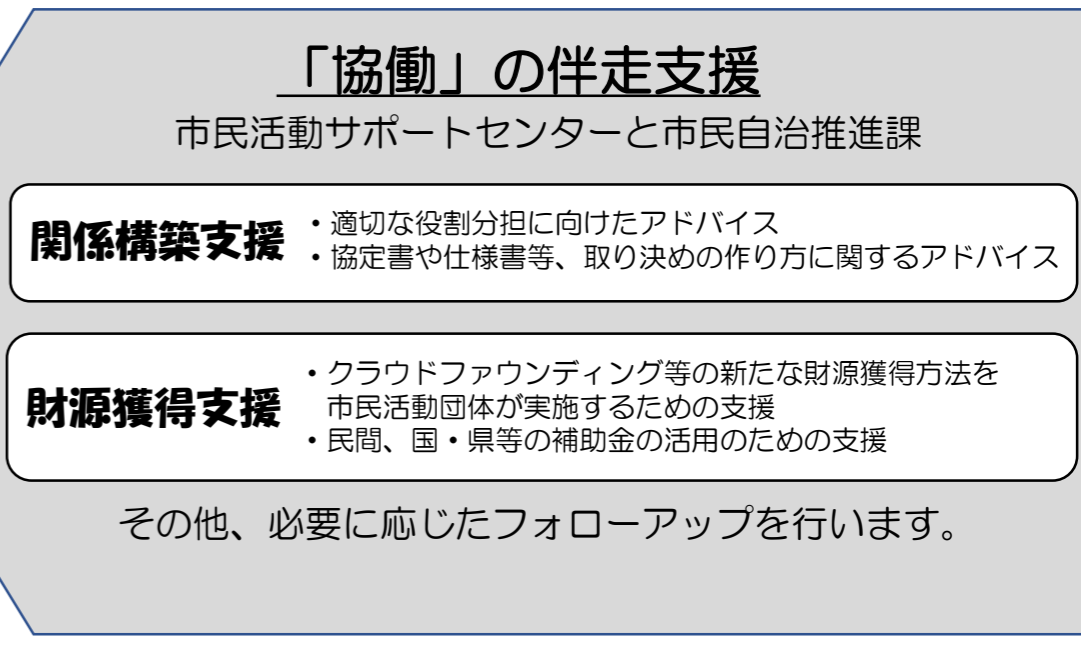 「協働」の伴走支援
市民活動サポートセンターと市民自治推進課
関係構築支援
・適切な役割分担に向けたアドバイス
・協定書や仕様書等、取り決めの作り方に関するアドバイス
財源獲得支援
・クラウドファウンディング等の新たな財源獲得方法を
市民活動団体が実施するための支援
・民間、国・県等の補助金の活用のための支援
その他、必要に応じたフォローアップを行います。